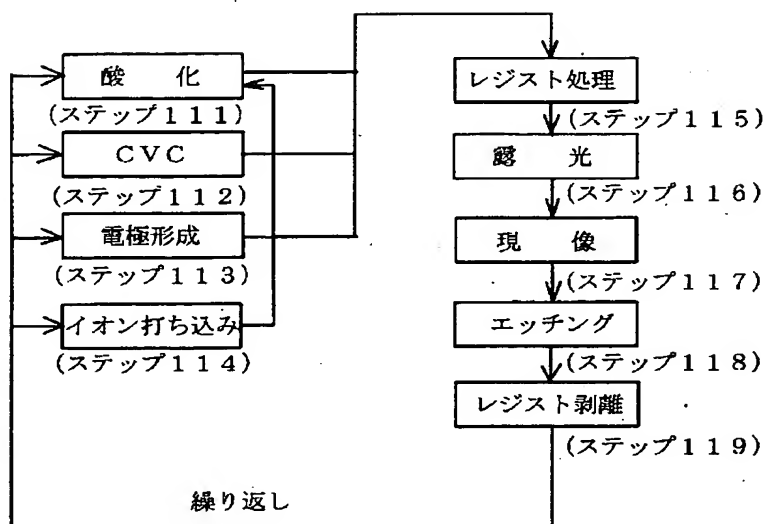 酸　化
(ステップ１１１)
ＣＶＣ
(ステップ１１２)
電極形成
(ステップ１１３)
イオン打ち込み
(ステップ１１４)
レジスト処理
(ステップ１１５)
露　光
(ステップ１１６)
現　像
(ステップ１１７)
エッチング
(ステップ１１８)
レジスト剥離
(ステップ１１９)
繰り返し